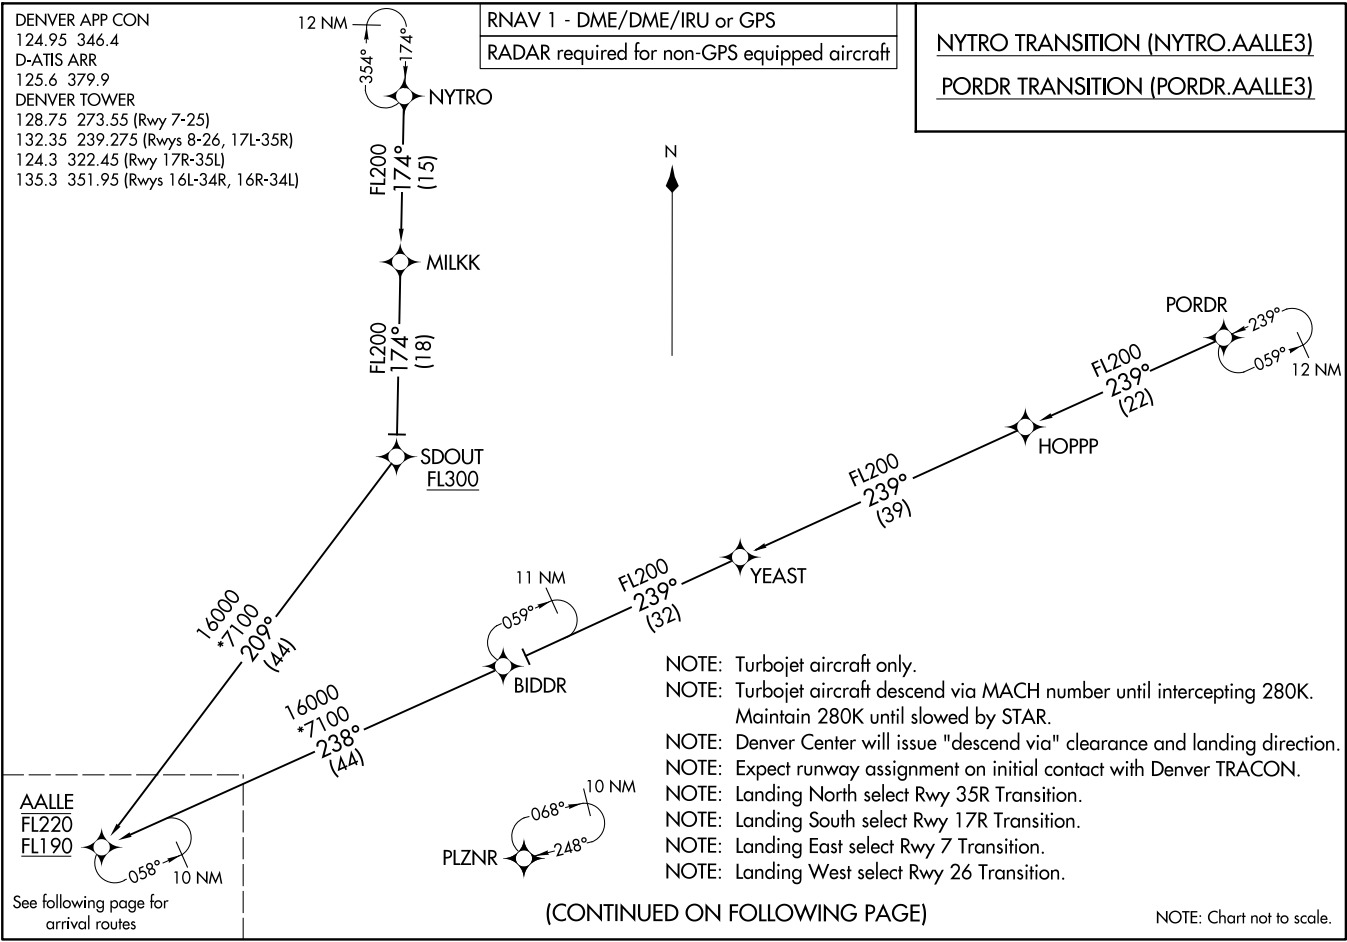 DENVER APP CON
124.95 346.4
D-ATIS ARR
125.6 379.9
DENVER TOWER
128.75 273.55 (Rwy 7-25)
132.35 239.275 (Rwys 8-26, 17L-35R)
124.3 322.45 (Rwy 17R-35L)
135.3 351.95 (Rwys 16L-34R, 16R-34L)
RNAV 1 - DME/DME/IRU or GPS
RADAR required for non-GPS equipped aircraft
NYTRO TRANSITION (NYTRO.AALLE3)
PORDR TRANSITION (PORDR.AALLE3)
12 NM
354°
174°
NYTRO
FL200
174°
(15)
N
MILKK
FL200
174°
(18)
SDOUT
FL300
PORDR
239°
059°
12 NM
FL200
239°
(22)
HOPPP
FL200
239°
(39)
YEAST
FL200
239°
(32)
11 NM
059°
BIDDR
16000
*7100
209°
(44)
16000
*7100
238°
(44)
AALLE
FL220
FL190
058°
10 NM
See following page for
arrival routes
10 NM
068°
248°
PLZNR
NOTE: Turbojet aircraft only.
NOTE: Turbojet aircraft descend via MACH number until intercepting 280K.
Maintain 280K until slowed by STAR.
NOTE: Denver Center will issue "descend via" clearance and landing direction.
NOTE: Expect runway assignment on initial contact with Denver TRACON.
NOTE: Landing North select Rwy 35R Transition.
NOTE: Landing South select Rwy 17R Transition.
NOTE: Landing East select Rwy 7 Transition.
NOTE: Landing West select Rwy 26 Transition.
(CONTINUED ON FOLLOWING PAGE)
NOTE: Chart not to scale.